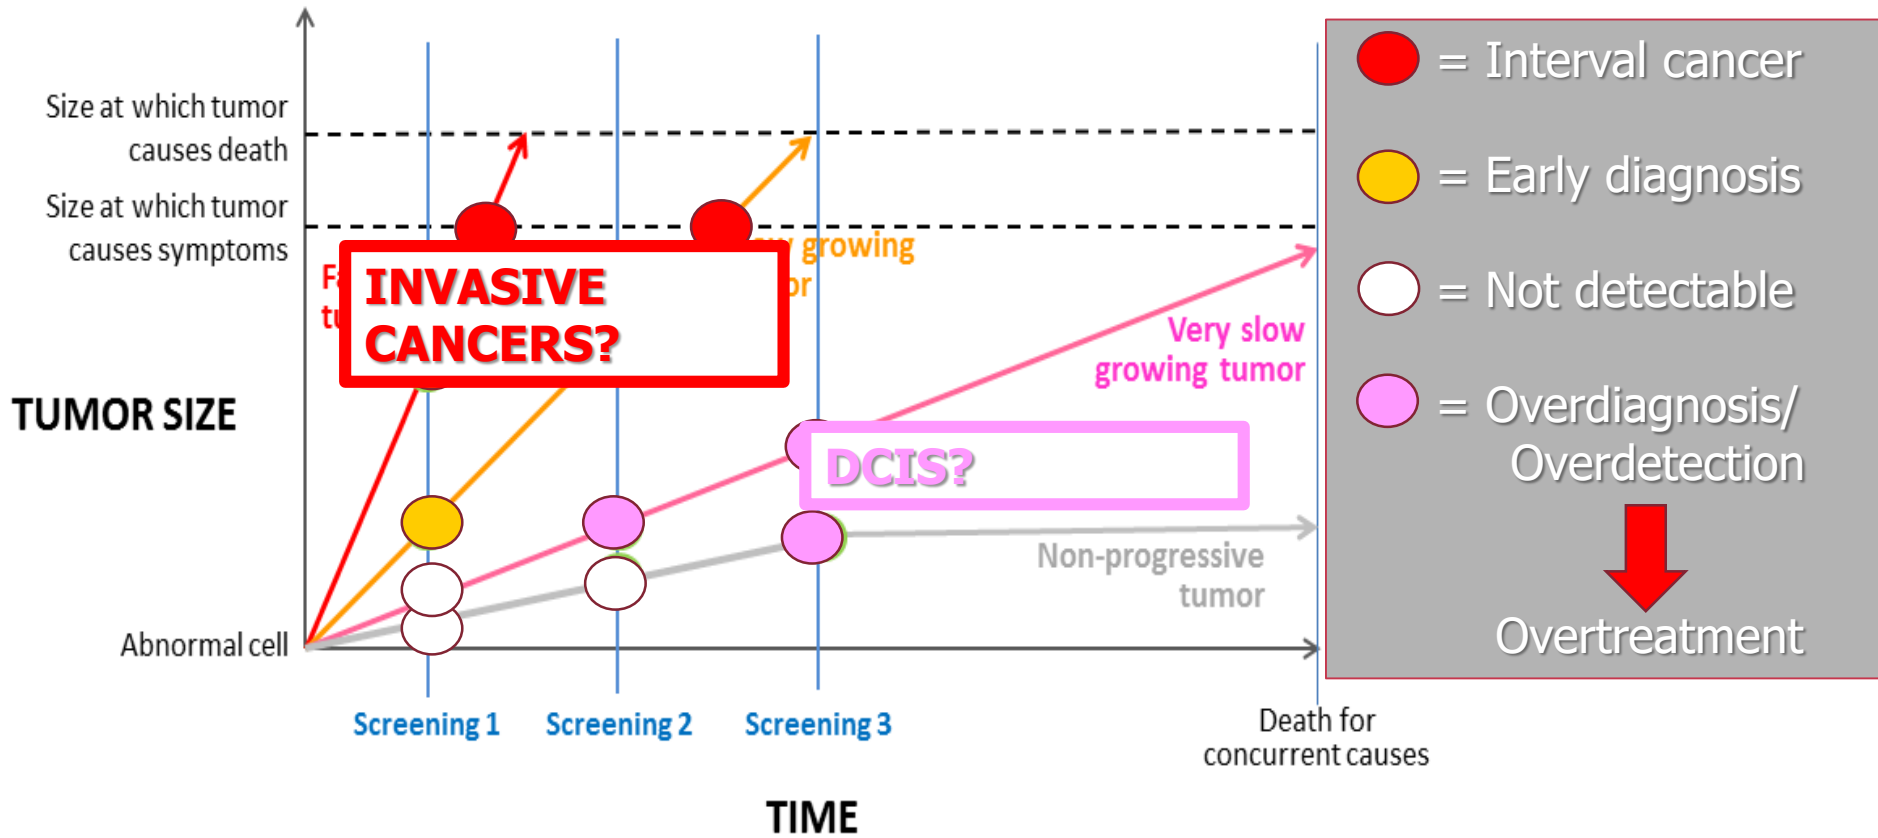 Size at which tumor
causes death
Size at which tumor
causes symptoms
growing
INVASIVE
CANCERS?
Very slow
growing tumor
TUMOR SIZE
DCIS?
Non-progressive
tumor
Abnormal cell
Screening 1
Screening 2
Screening 3
Death for
concurrent causes
TIME
= Interval cancer
= Early diagnosis
= Not detectable
= Overdiagnosis/
Overdetection
Overtreatment